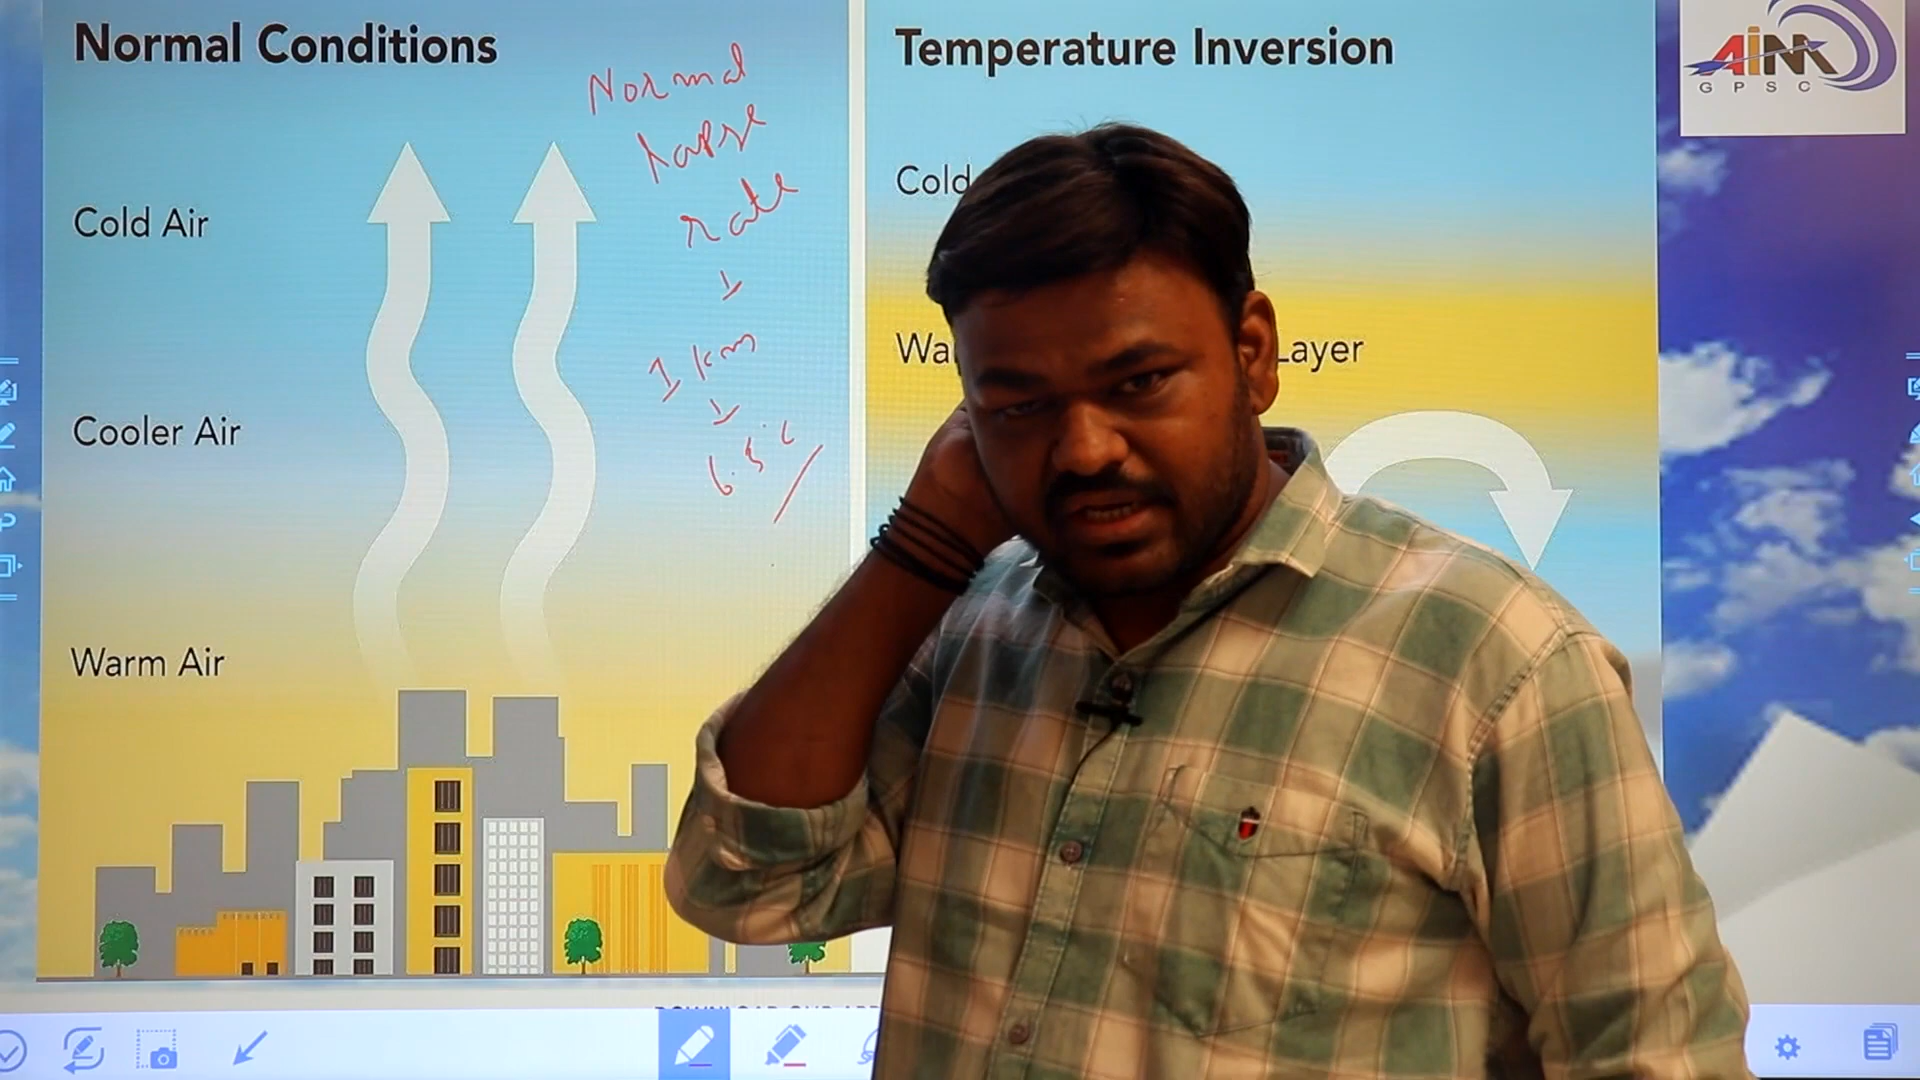 Normal Conditions
Normal
lapse
rate
↓
1 km
↓
6.5°C
Cold Air
Cooler Air
Warm Air
Temperature Inversion
Cold
Layer
AIM
GPSC